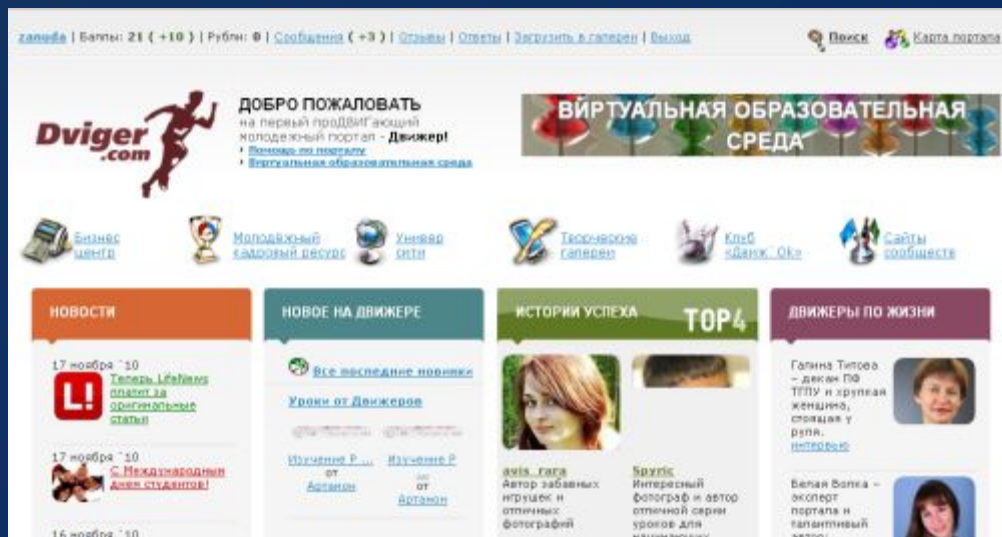 zanuda | Баллы: 21 ( +10 ) | Рубли: 0 | Сообщения ( +3 ) | Отзывы | Ответы | Загрузить в галереи | Выход
Поиск
Карта портала
Dviger
.com
ДОБРО ПОЖАЛОВАТЬ
на первый проДВИГающий
молодежный портал - Движер!
Помощь по порталу
Виртуальная образовательная среда
ВИРТУАЛЬНАЯ ОБРАЗОВАТЕЛЬНАЯ
СРЕДА
Бизнес
центр
Молодёжный
кадровый ресурс
Универ
сити
Творческие
галереи
Клуб
«Движ`Ok»
Сайты
сообществ
НОВОСТИ
17 ноября `10
Теперь LifeNews
платит за
оригинальные
статьи
17 ноября `10
С Международным
днем студентов!
16 ноября `10
НОВОЕ НА ДВИЖЕРЕ
Все последние новинки
Уроки от Движеров
Изучение Р ...
от
Артанон
Изучение Р
...
от
Артанон
ИСТОРИИ УСПЕХА
TOP4
avis_rara
Автор забавных
игрушек и
отличных
фотографий
Spyric
Интересный
фотограф и автор
отличной серии
уроков для
начинающих
ДВИЖЕРЫ ПО ЖИЗНИ
Галина Титова
– декан ПФ
ТГПУ и хрупкая
женщина,
стоящая у
руля.
интервью
Белая Волка –
эксперт
портала и
талантливый
автор: